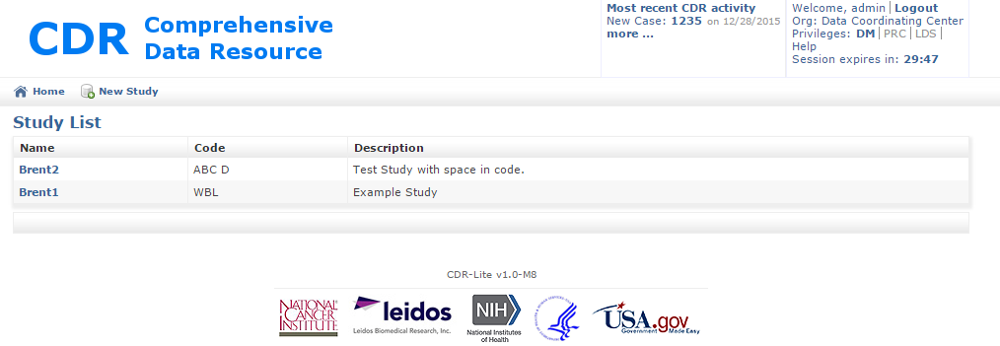 CDR
Comprehensive
Data Resource
Most recent CDR activity
New Case: 1235 on 12/28/2015
more ...
Welcome, admin | Logout
Org: Data Coordinating Center
Privileges: DM | PRC | LDS |
Help
Session expires in: 29:47
Home
New Study
Study List
Name Code Description
Brent2 ABC D Test Study with space in code.
Brent1 WBL Example Study
CDR-Lite v1.0-M8
NATIONAL
CANCER
INSTITUTE
leidos
Leidos Biomedical Research, Inc.
NIH
National Institutes
of Health
USA.gov
Government Made Easy